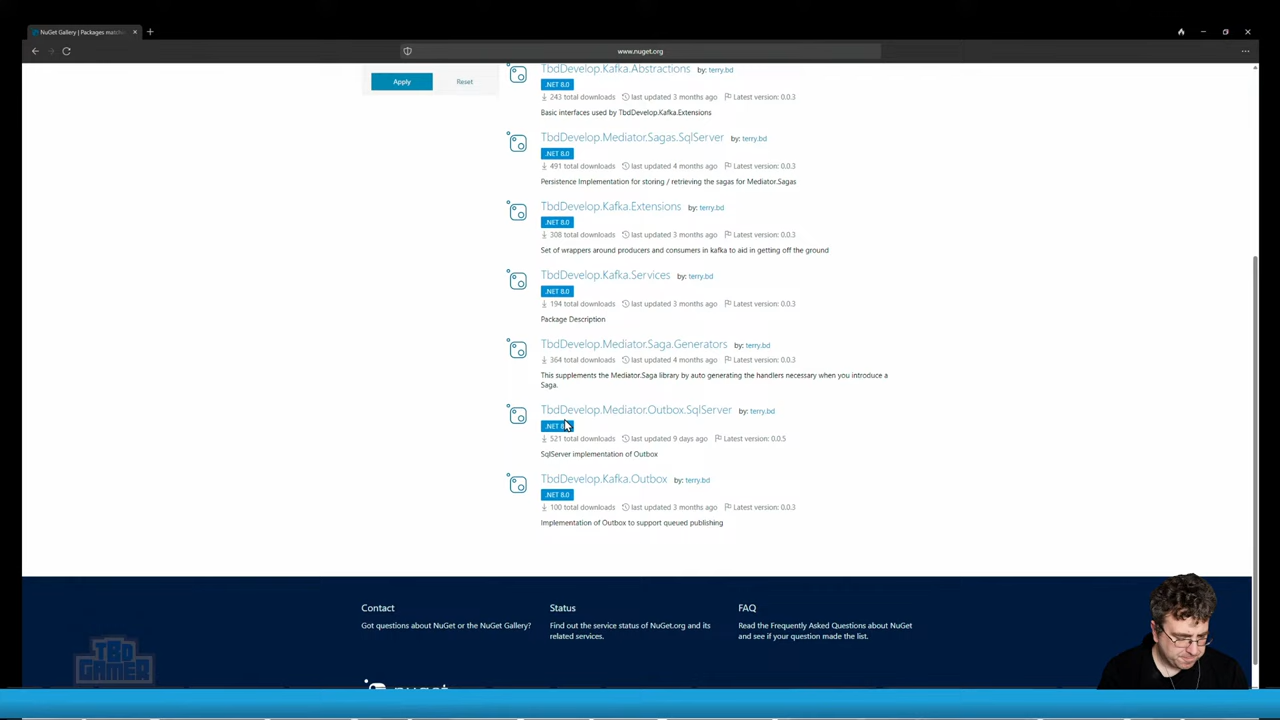 NuGet Gallery | Packages matchi
www.nuget.org
Apply
Reset
TbdDevelop.Kafka.Abstractions by: terry.bd
.NET 8.0
243 total downloads last updated 3 months ago Latest version: 0.0.3
Basic interfaces used by TbdDevelop.Kafka.Extensions
TbdDevelop.Mediator.Sagas.SqlServer by: terry.bd
.NET 8.0
491 total downloads last updated 4 months ago Latest version: 0.0.3
Persistence Implementation for storing / retrieving the sagas for Mediator.Sagas
TbdDevelop.Kafka.Extensions by: terry.bd
.NET 8.0
308 total downloads last updated 3 months ago Latest version: 0.0.3
Set of wrappers around producers and consumers in kafka to aid in getting off the ground
TbdDevelop.Kafka.Services by: terry.bd
.NET 8.0
194 total downloads last updated 3 months ago Latest version: 0.0.3
Package Description
TbdDevelop.Mediator.Saga.Generators by: terry.bd
364 total downloads last updated 4 months ago Latest version: 0.0.3
This supplements the Mediator.Saga library by auto generating the handlers necessary when you introduce a
Saga.
TbdDevelop.Mediator.Outbox.SqlServer by: terry.bd
.NET 8
521 total downloads last updated 9 days ago Latest version: 0.0.5
SqlServer implementation of Outbox
TbdDevelop.Kafka.Outbox by: terry.bd
.NET 8.0
100 total downloads last updated 3 months ago Latest version: 0.0.3
Implementation of Outbox to support queued publishing
Contact
Got questions about NuGet or the NuGet Gallery?
Status
Find out the service status of NuGet.org and its
related services.
FAQ
Read the Frequently Asked Questions about NuGet
and see if your question made the list.
TBD
GAMER
nuget